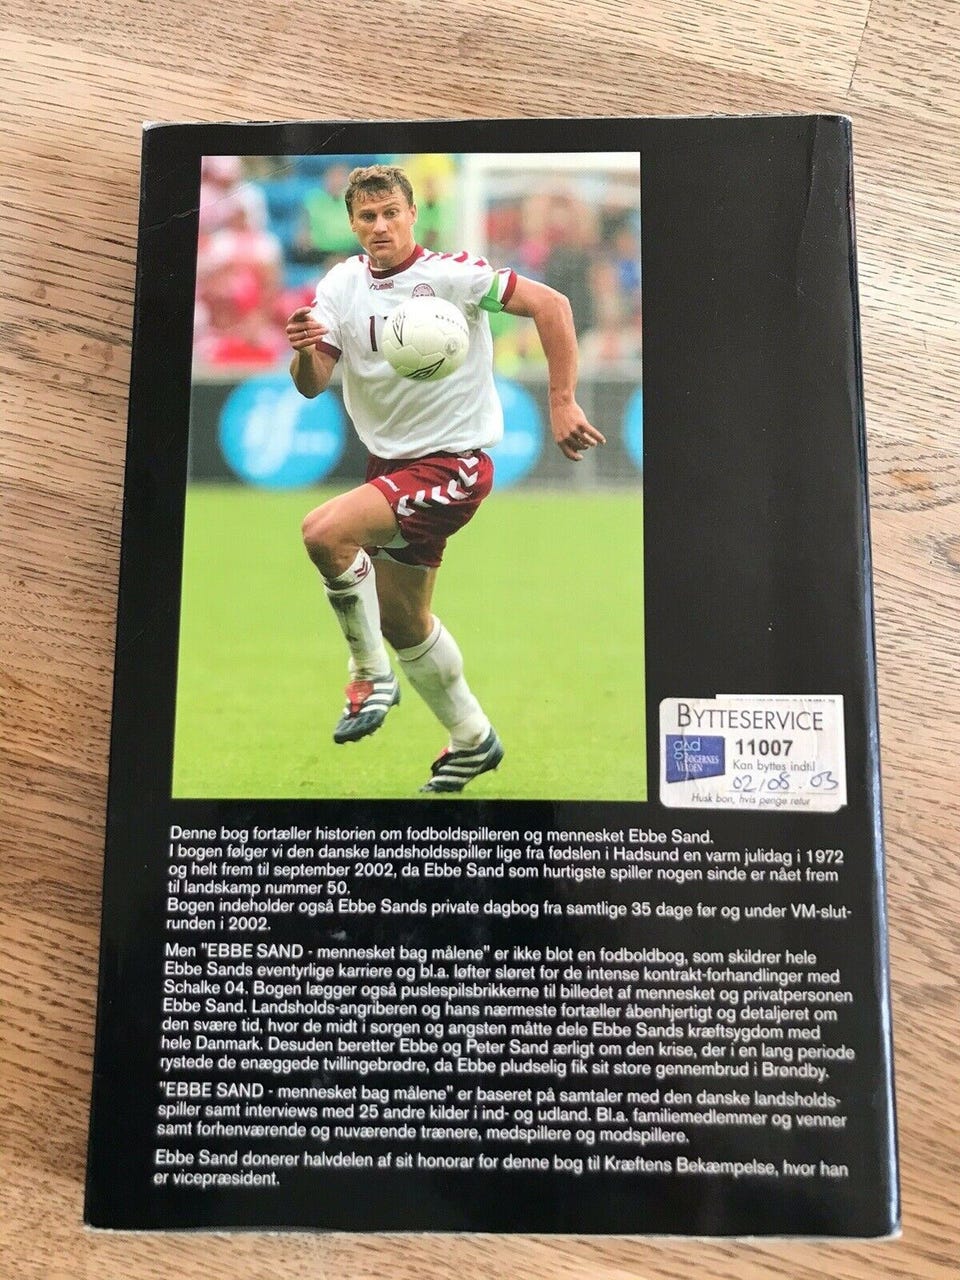 hummel
11
BYTTESERVICE
gad
BØGERNES
VERDEN
11007
Kan byttes indtil
02/08.03
Husk bon, hvis penge retur
Denne bog fortæller historien om fodboldspilleren og mennesket Ebbe Sand.
I bogen følger vi den danske landsholdsspiller lige fra fødslen i Hadsund en varm julidag i 1972
og helt frem til september 2002, da Ebbe Sand som hurtigste spiller nogen sinde er nået frem
til landskamp nummer 50.
Bogen indeholder også Ebbe Sands private dagbog fra samtlige 35 dage før og under VM-slut-
runden i 2002.
Men "EBBE SAND - mennesket bag målene" er ikke blot en fodboldbog, som skildrer hele
Ebbe Sands eventyrlige karriere og bl.a. løfter sløret for de intense kontrakt-forhandlinger med
Schalke 04. Bogen lægger også puslespilsbrikkerne til billedet af mennesket og privatpersonen
Ebbe Sand. Landsholds-angriberen og hans nærmeste fortæller åbenhjertigt og detaljeret om
den svære tid, hvor de midt i sorgen og angsten måtte dele Ebbe Sands kræftsygdom med
hele Danmark. Desuden beretter Ebbe og Peter Sand ærligt om den krise, der i en lang periode
rystede de enæggede tvillingebrødre, da Ebbe pludselig fik sit store gennembrud i Brøndby.
"EBBE SAND - mennesket bag målene" er baseret på samtaler med den danske landsholds-
spiller samt interviews med 25 andre kilder i ind- og udland. Bl.a. familiemedlemmer og venner
samt forhenværende og nuværende trænere, medspillere og modspillere.
Ebbe Sand donerer halvdelen af sit honorar for denne bog til Kræftens Bekæmpelse, hvor han
er vicepræsident.